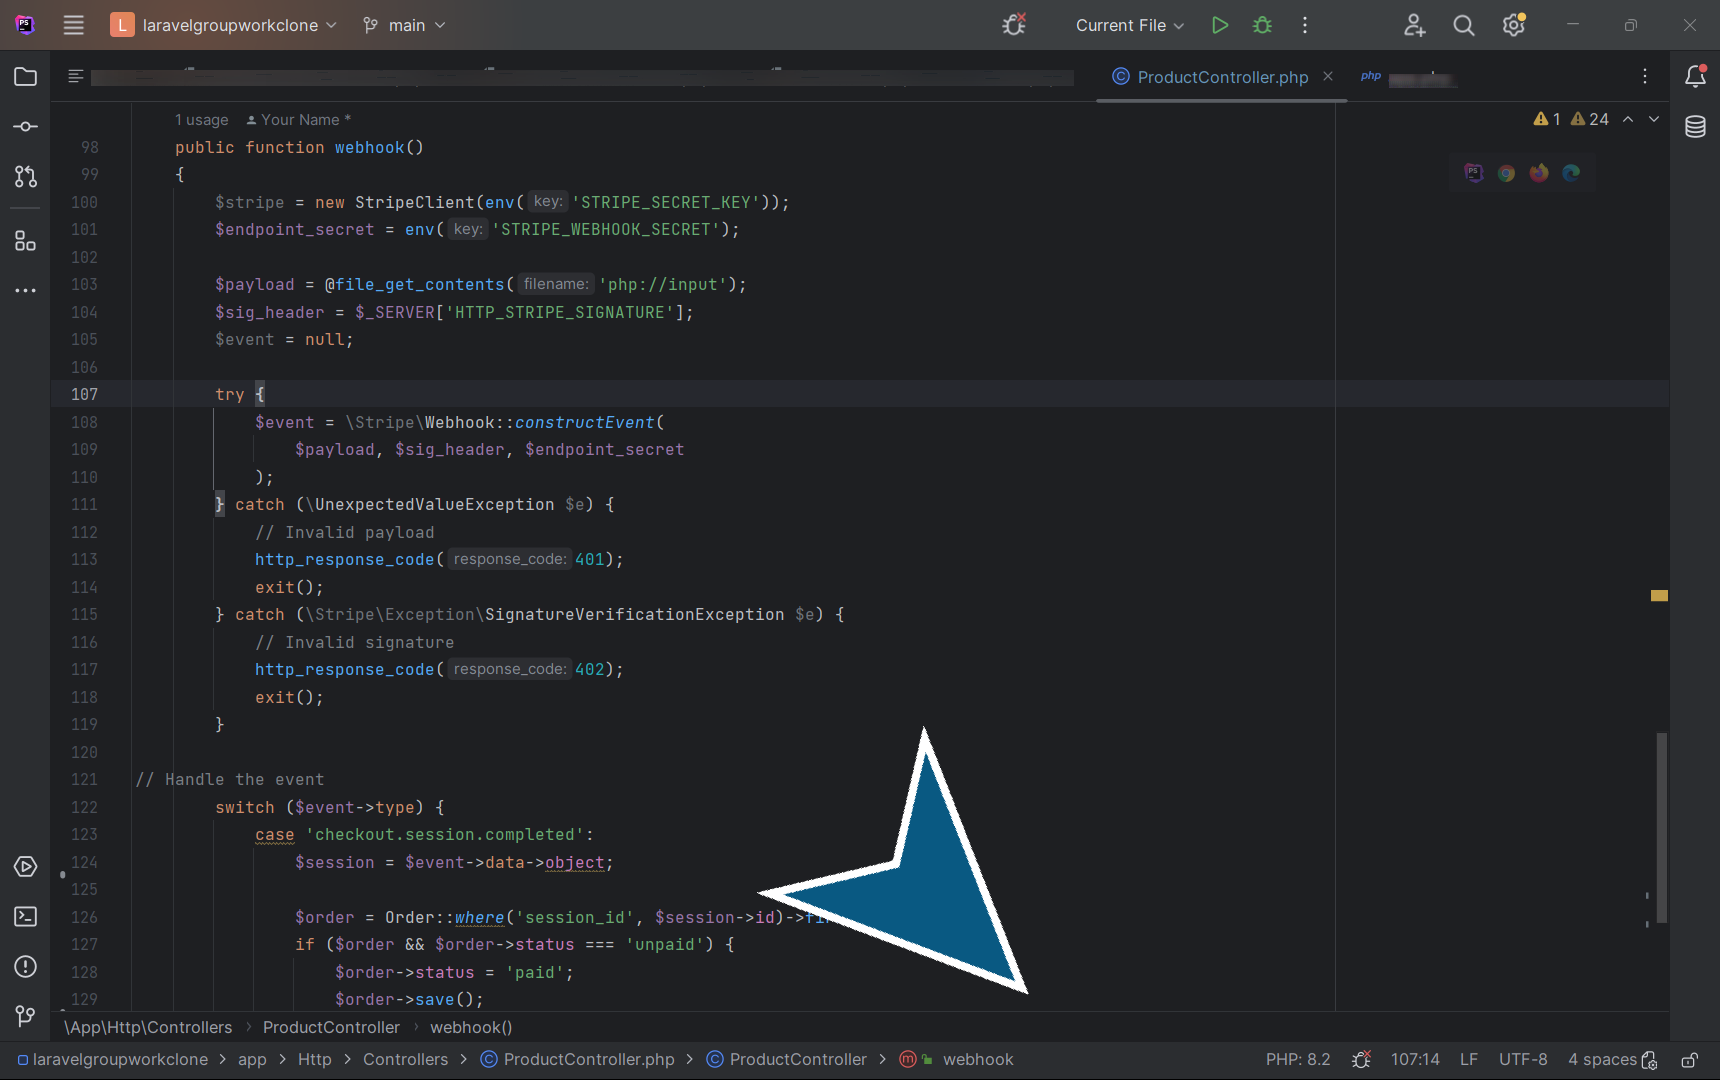 PS
L laravelgroupworkclone main Current File
ProductController.php php
1 usage Your Name *
1 24
98 public function webhook()
99 {
100 $stripe = new StripeClient(env( key: 'STRIPE_SECRET_KEY'));
101 $endpoint_secret = env( key: 'STRIPE_WEBHOOK_SECRET');
102
103 $payload = @file_get_contents( filename: 'php://input');
104 $sig_header = $_SERVER['HTTP_STRIPE_SIGNATURE'];
105 $event = null;
106
107 try {
108 $event = \Stripe\Webhook::constructEvent(
109 $payload, $sig_header, $endpoint_secret
110 );
111 } catch (\UnexpectedValueException $e) {
112 // Invalid payload
113 http_response_code( response_code: 401);
114 exit();
115 } catch (\Stripe\Exception\SignatureVerificationException $e) {
116 // Invalid signature
117 http_response_code( response_code: 402);
118 exit();
119 }
120
121 // Handle the event
122 switch ($event->type) {
123 case 'checkout.session.completed':
124 $session = $event->data->object;
125
126 $order = Order::where('session_id', $session->id)->
127 if ($order && $order->status === 'unpaid') {
128 $order->status = 'paid';
129 $order->save();
\App\Http\Controllers > ProductController > webhook()
laravelgroupworkclone > app > Http > Controllers > ProductController.php > ProductController > webhook PHP: 8.2 107:14 LF UTF-8 4 spaces